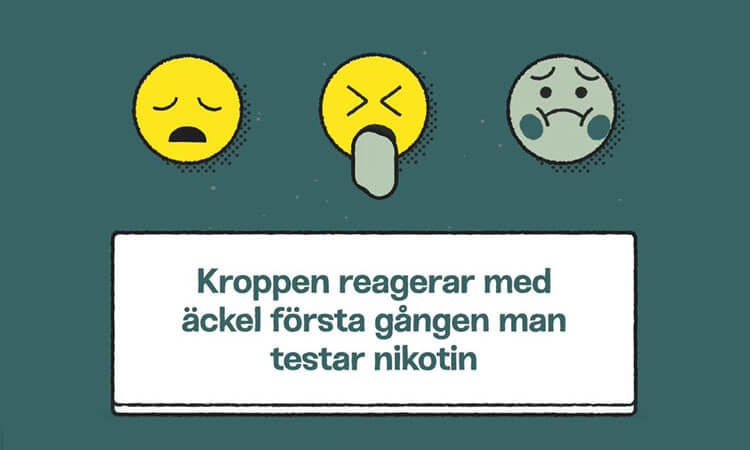 Kroppen reagerar med
äckel första gången man
testar nikotin